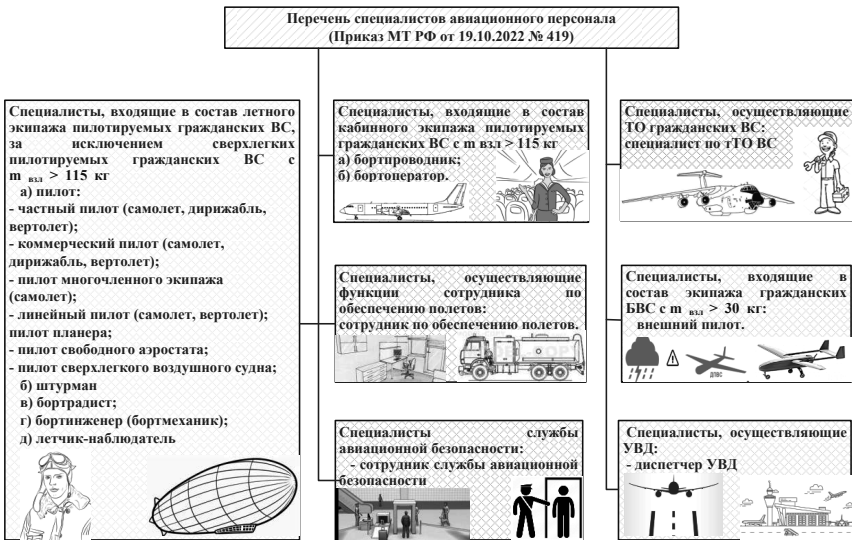 Перечень специалистов авиационного персонала
(Приказ МТ РФ от 19.10.2022 № 419)
Специалисты, входящие в состав летного
экипажа пилотируемых гражданских ВС,
за исключением сверхлегких
пилотируемых гражданских ВС с
m взл > 115 кг
а) пилот:
- частный пилот (самолет, дирижабль,
вертолет);
- коммерческий пилот (самолет,
дирижабль, вертолет);
- пилот многочленного экипажа
(самолет);
- линейный пилот (самолет, вертолет);
пилот планера;
- пилот свободного аэростата;
- пилот сверхлегкого воздушного судна;
б) штурман
в) бортрадист;
г) бортинженер (бортмеханик);
д) летчик-наблюдатель
Специалисты, входящие в состав
кабинного экипажа пилотируемых
гражданских ВС с m взл > 115 кг
а) бортпроводник;
б) бортоператор.
Специалисты, осуществляющие
функции сотрудника по
обеспечению полетов:
сотрудник по обеспечению полетов.
Специалисты службы
авиационной безопасности:
- сотрудник службы авиационной
безопасности
Специалисты, осуществляющие
ТО гражданских ВС:
специалист по тТО ВС
Специалисты, входящие в
состав экипажа гражданских
БВС с m взл > 30 кг:
внешний пилот.
ДПВС
Специалисты, осуществляющие
УВД:
- диспетчер УВД